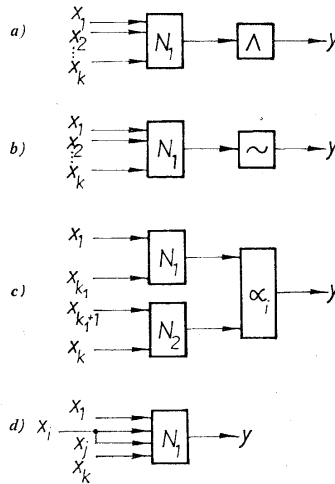 a)
X₁
X₂
⋮
Xₖ
N₁
∧
y
b)
X₁
X₂
⋮
Xₖ
N₁
~
y
c)
X₁
Xₖ₁
Xₖ₁₊₁
Xₖ
N₁
N₂
αᵢ
y
d)
Xᵢ
X₁
Xⱼ
Xₖ
N₁
y